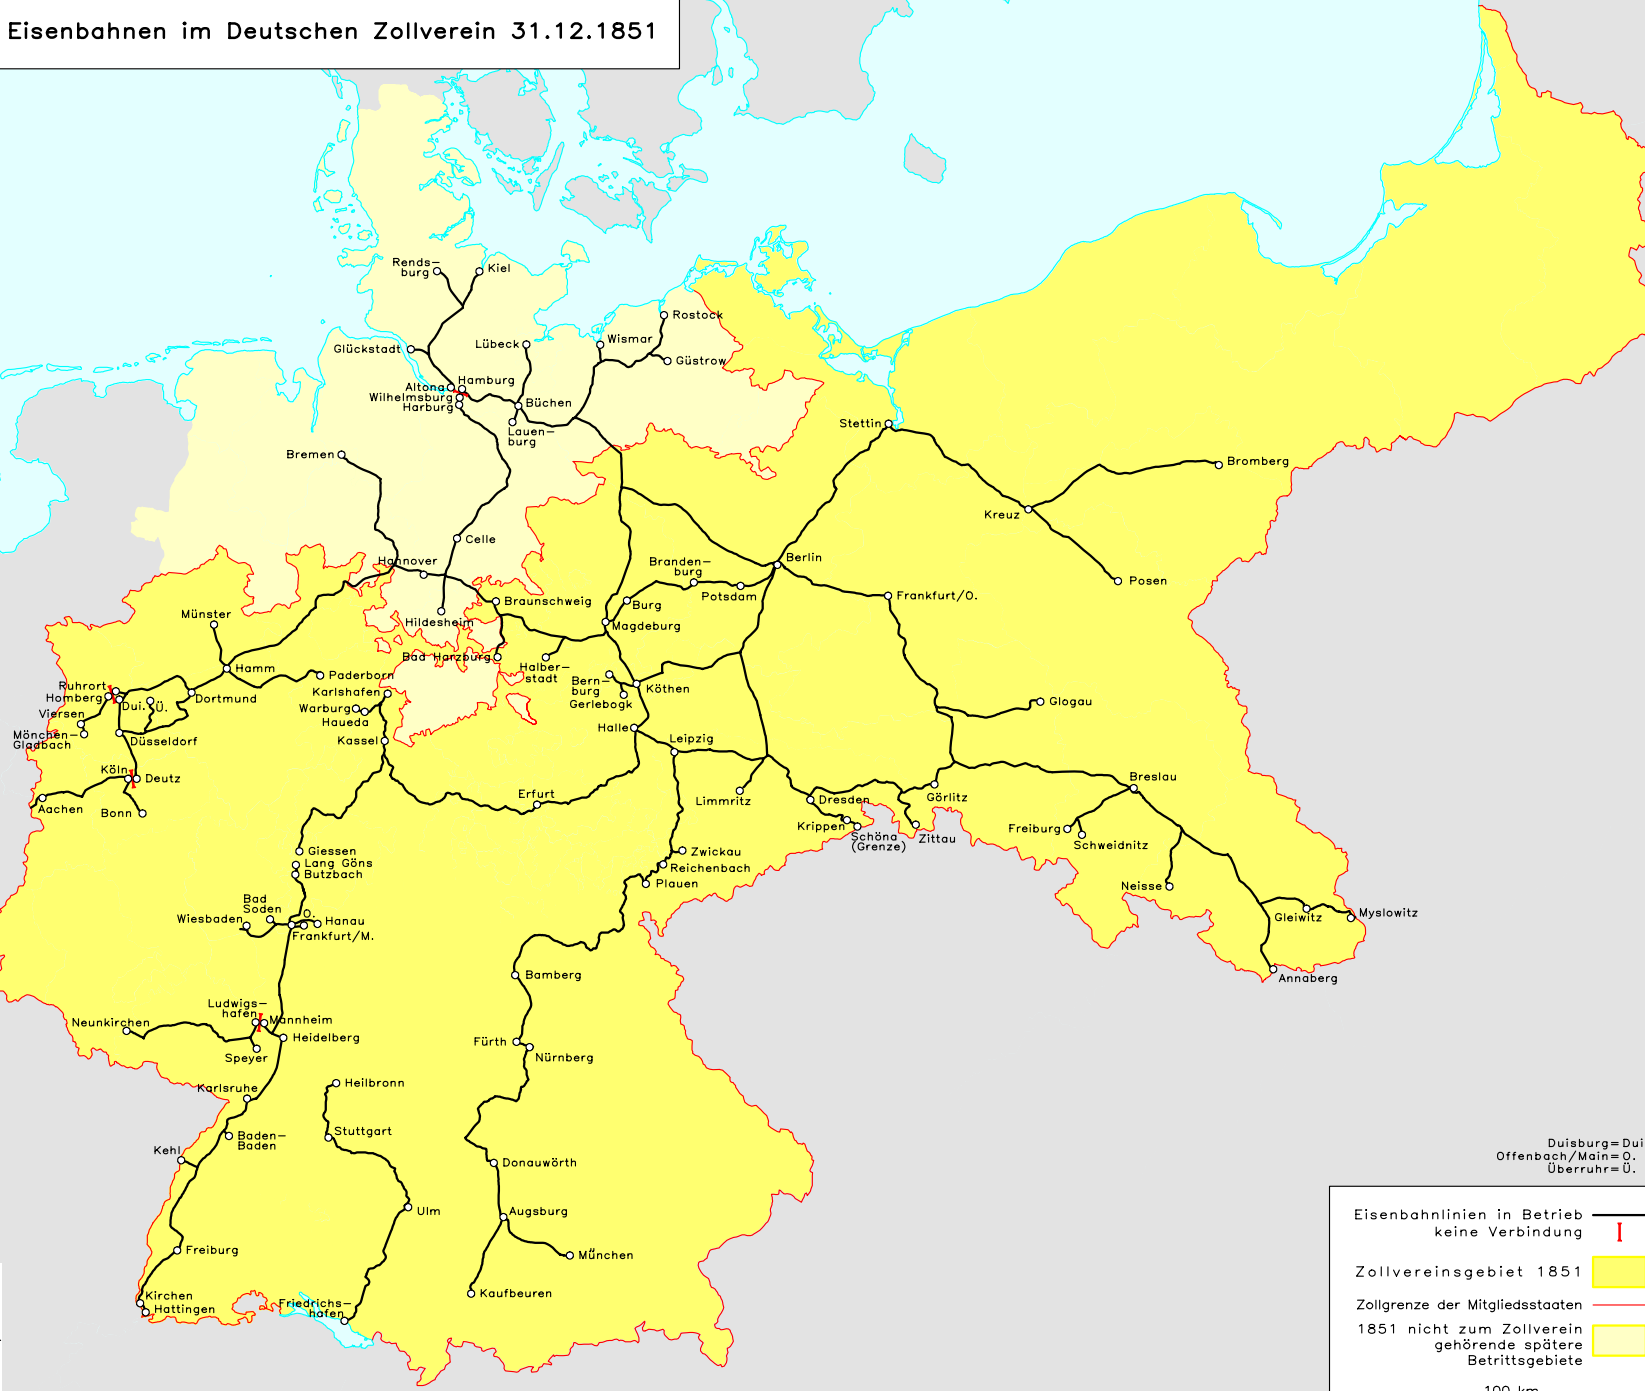 Eisenbahnen im Deutschen Zollverein 31.12.1851
Rends-
burg
Kiel
Rostock
Glückstadt
Lübeck
Wismar
Güstrow
Altona
Hamburg
Wilhelmsburg
Harburg
Büchen
Lauen-
burg
Stettin
Bremen
Bromberg
Kreuz
Celle
Hannover
Berlin
Branden-
burg
Potsdam
Posen
Braunschweig
Burg
Frankfurt/O.
Münster
Hildesheim
Magdeburg
Bad Harzburg
Halber-
stadt
Hamm
Paderborn
Bern-
burg
Köthen
Ruhrort
Homberg
Dui.
Ü.
Dortmund
Karlshafen
Warburg
Haueda
Gerlebogk
Glogau
Viersen
Mönchen-
Gladbach
Düsseldorf
Kassel
Halle
Leipzig
Köln
Deutz
Breslau
Aachen
Bonn
Erfurt
Limmritz
Dresden
Görlitz
Krippen
Schöna
(Grenze)
Zittau
Freiburg
Schweidnitz
Giessen
Lang Göns
Butzbach
Zwickau
Reichenbach
Plauen
Neisse
Bad
Soden
Wiesbaden
O.
Hanau
Frankfurt/M.
Gleiwitz
Myslowitz
Bamberg
Annaberg
Ludwigs-
hafen
Mannheim
Neunkirchen
Heidelberg
Speyer
Fürth
Nürnberg
Karlsruhe
Heilbronn
Baden-
Baden
Stuttgart
Kehl
Donauwörth
Ulm
Augsburg
Freiburg
München
Kirchen
Hattingen
Friedrichs-
hafen
Kaufbeuren
Duisburg=Dui
Offenbach/Main=O.
Überruhr=Ü.
Eisenbahnlinien in Betrieb
keine Verbindung
Zollvereinsgebiet 1851
Zollgrenze der Mitgliedsstaaten
1851 nicht zum Zollverein
gehörende spätere
Betrittsgebiete
100 km